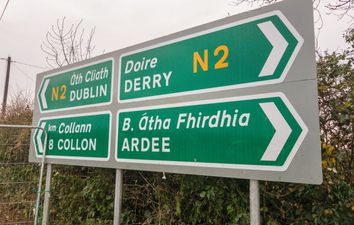 Áth Cliath
N2 DUBLIN
Doire
DERRY N2
km Collann
8 COLLON
B. Átha Fhirdhia
ARDEE